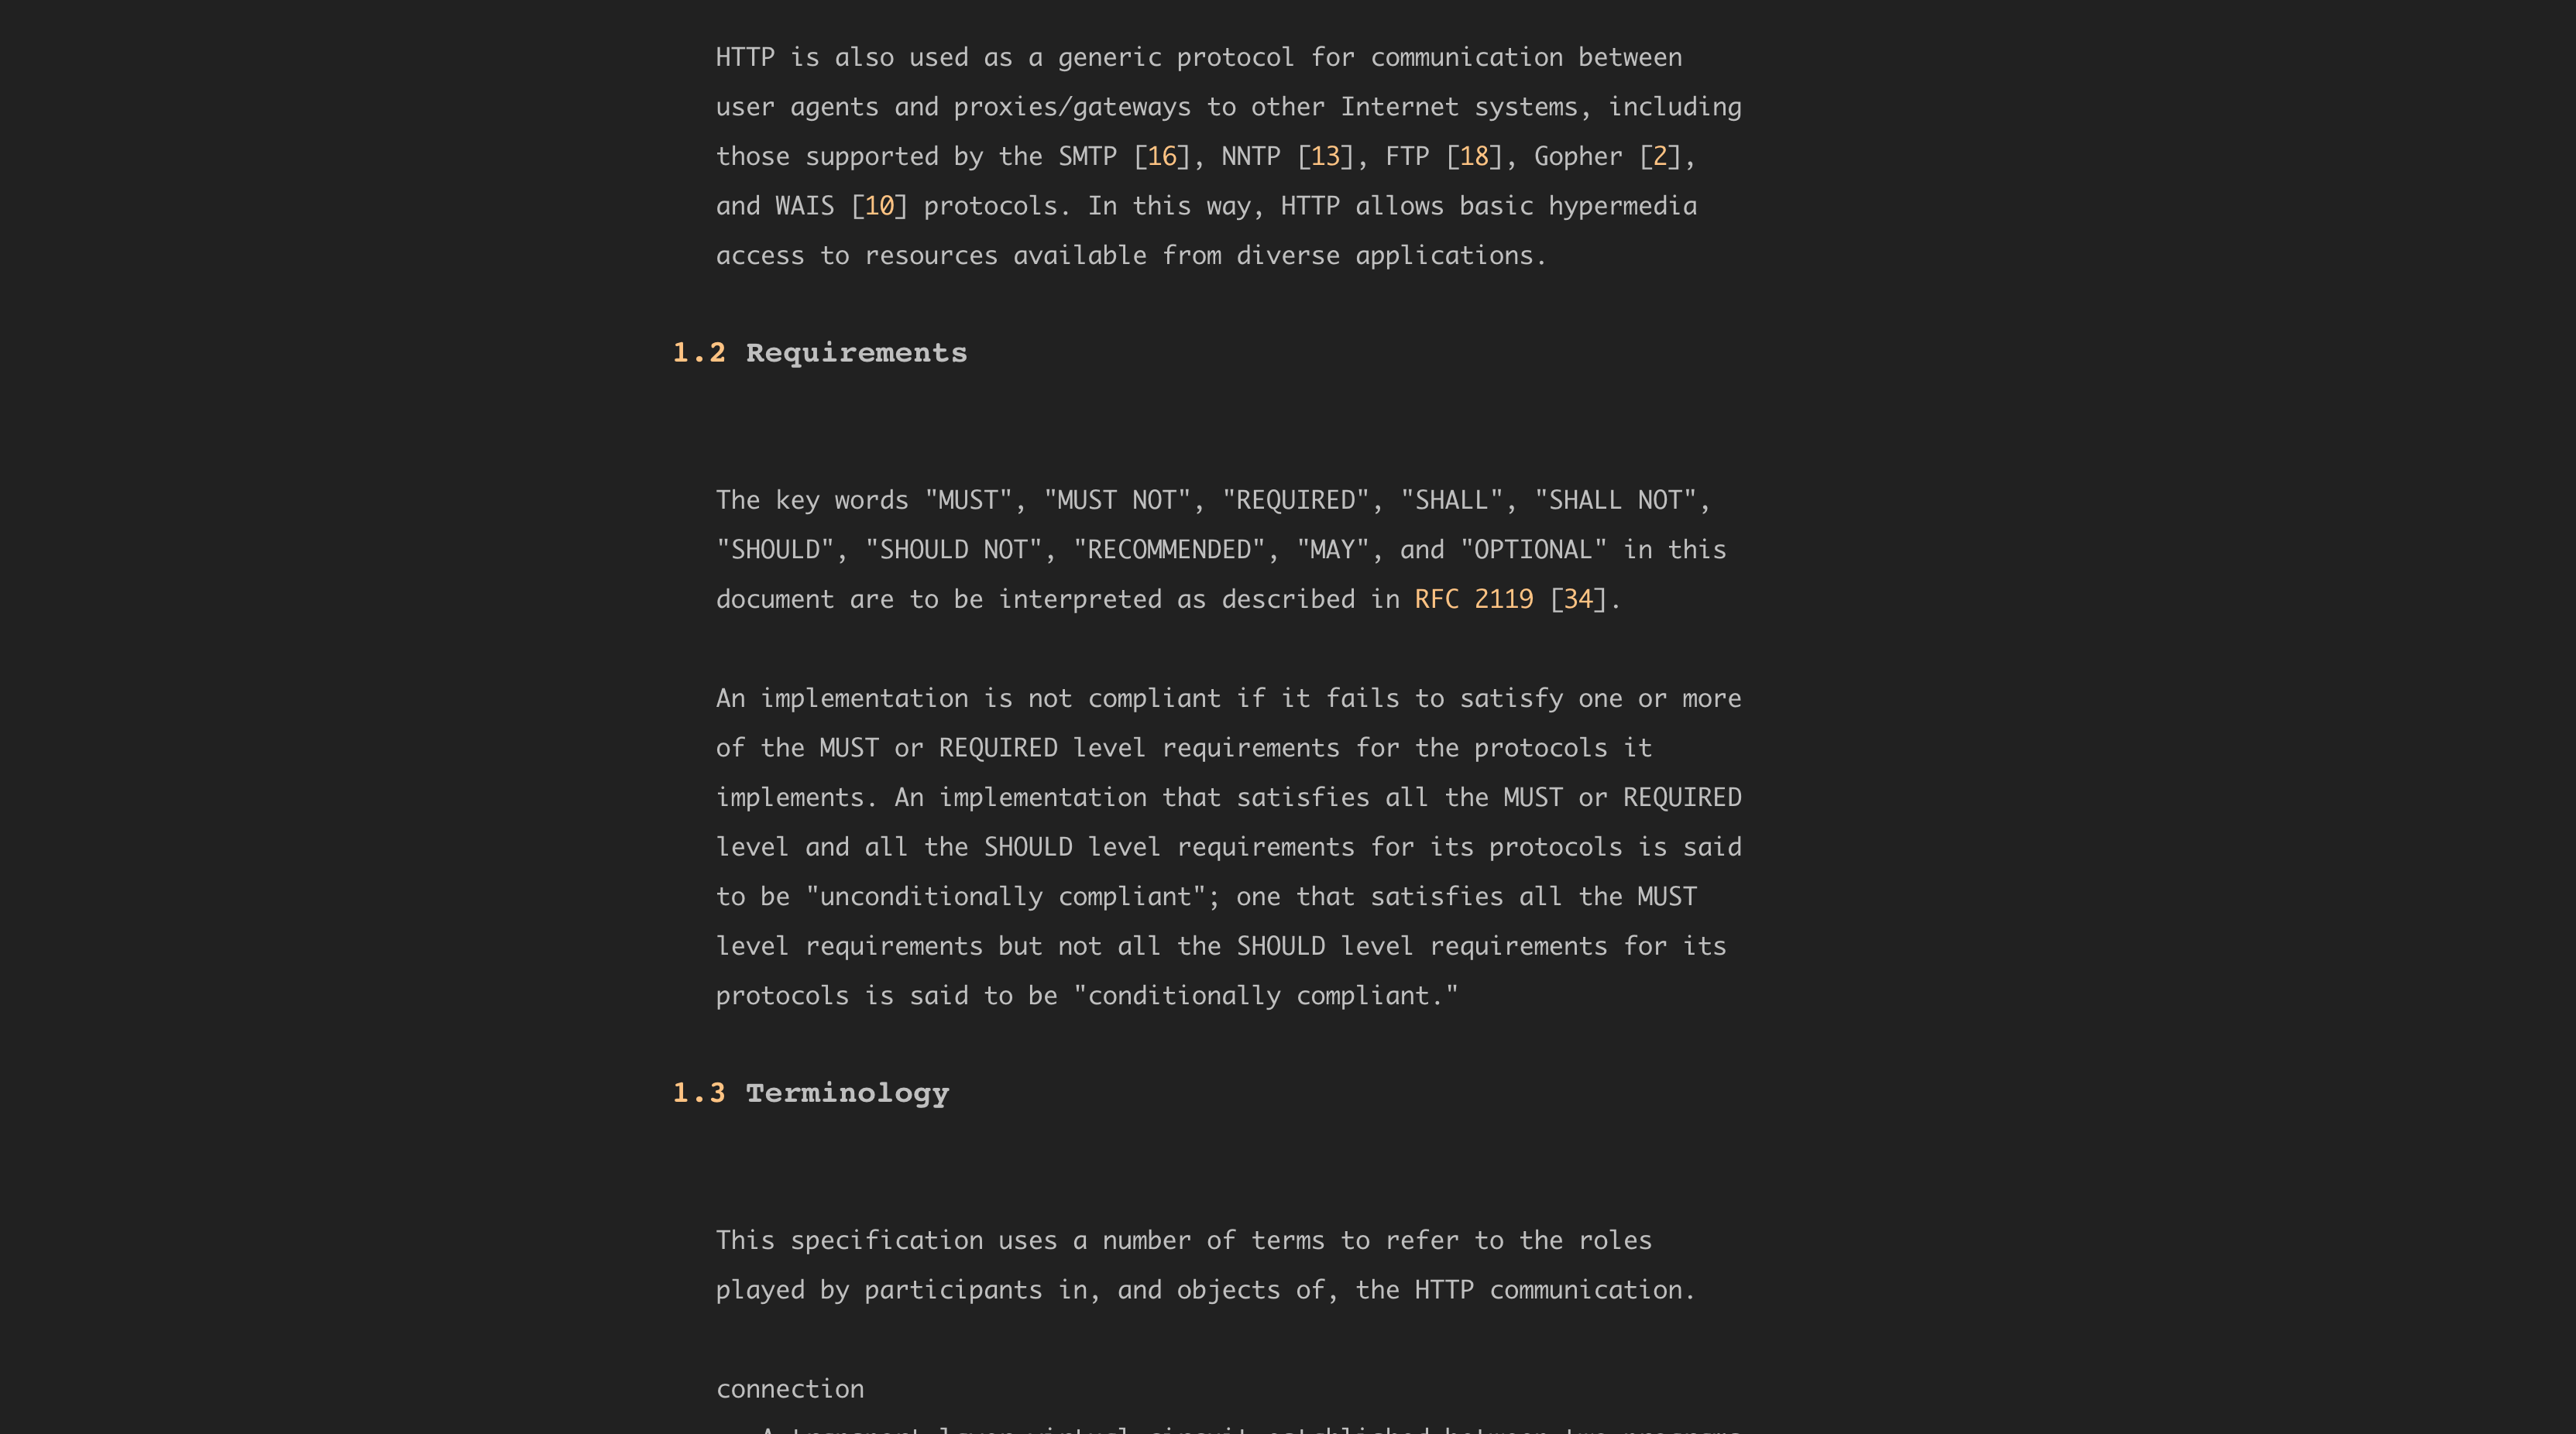 HTTP is also used as a generic protocol for communication between
user agents and proxies/gateways to other Internet systems, including
those supported by the SMTP [16], NNTP [13], FTP [18], Gopher [2],
and WAIS [10] protocols. In this way, HTTP allows basic hypermedia
access to resources available from diverse applications.
1.2 Requirements
The key words "MUST", "MUST NOT", "REQUIRED", "SHALL", "SHALL NOT",
"SHOULD", "SHOULD NOT", "RECOMMENDED", "MAY", and "OPTIONAL" in this
document are to be interpreted as described in RFC 2119 [34].
An implementation is not compliant if it fails to satisfy one or more
of the MUST or REQUIRED level requirements for the protocols it
implements. An implementation that satisfies all the MUST or REQUIRED
level and all the SHOULD level requirements for its protocols is said
to be "unconditionally compliant"; one that satisfies all the MUST
level requirements but not all the SHOULD level requirements for its
protocols is said to be "conditionally compliant."
1.3 Terminology
This specification uses a number of terms to refer to the roles
played by participants in, and objects of, the HTTP communication.
connection
A transport layer virtual circuit established between two programs